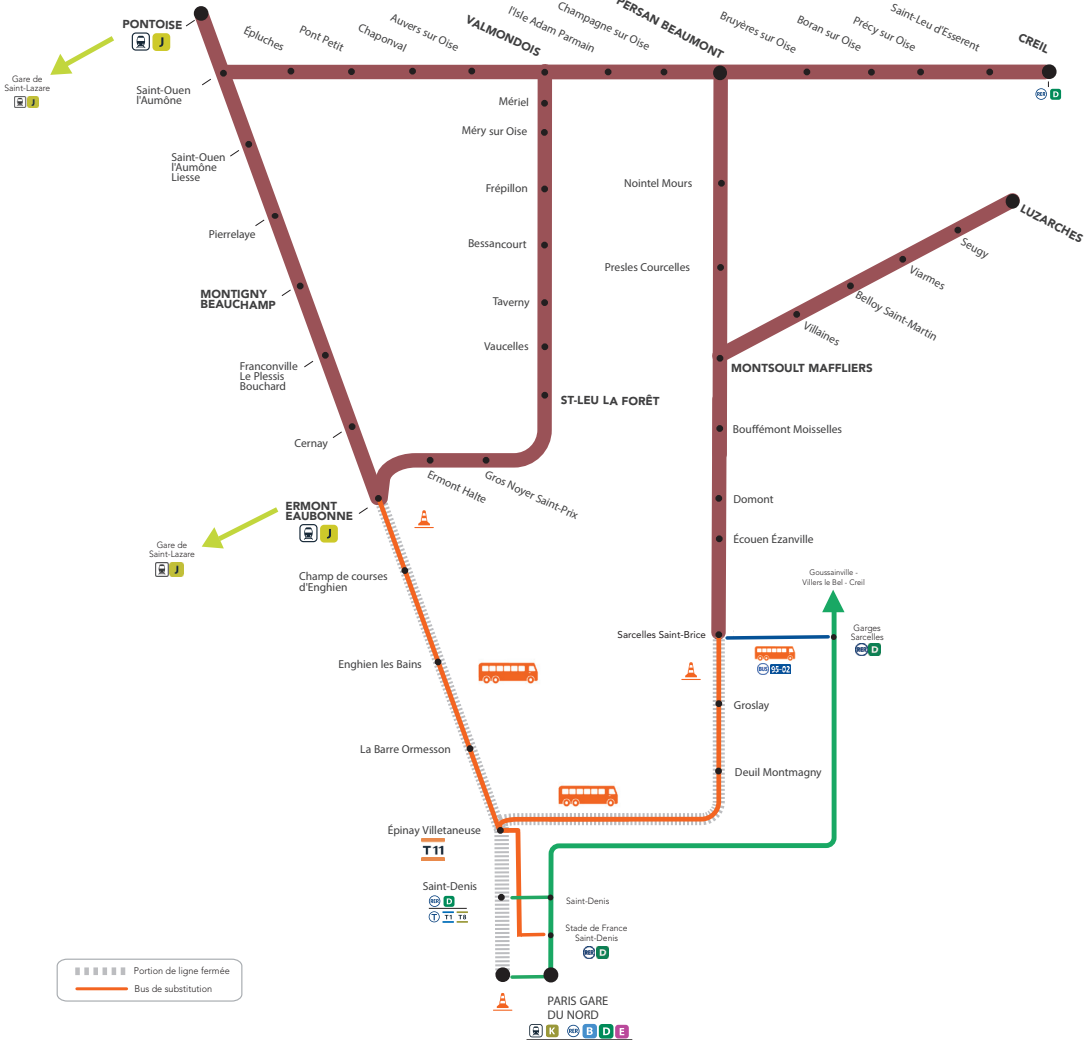 PONTOISE
J
Gare de
Saint-Lazare
J
Épluches
Pont Petit
Chaponval
Auvers sur Oise
VALMONDOIS
l'Isle Adam Parmain
Champagne sur Oise
PERSAN BEAUMONT
Bruyères sur Oise
Boran sur Oise
Précy sur Oise
Saint-Leu d'Esserent
CREIL
RER D
Saint-Ouen
l'Aumône
Saint-Ouen
l'Aumône
Liesse
Pierrelaye
MONTIGNY
BEAUCHAMP
Franconville
Le Plessis
Bouchard
Cernay
ERMONT
EAUBONNE
J
Gare de
Saint-Lazare
J
Mériel
Méry sur Oise
Frépillon
Bessancourt
Taverny
Vaucelles
ST-LEU LA FORÊT
Gros Noyer Saint-Prix
Ermont Halte
Nointel Mours
Presles Courcelles
LUZARCHES
Seugy
Viarmes
Belloy Saint-Martin
Villaines
MONTSOULT MAFFLIERS
Bouffémont Moisselles
Domont
Écouen Ézanville
Sarcelles Saint-Brice
BUS 95-02
Goussainville -
Villers le Bel - Creil
Garges
Sarcelles
RER D
Groslay
Deuil Montmagny
Champ de courses
d'Enghien
Enghien les Bains
La Barre Ormesson
Épinay Villetaneuse
T 11
Saint-Denis
RER D
T T1 T8
Saint-Denis
Stade de France
Saint-Denis
RER D
PARIS GARE
DU NORD
K RER B D E
Portion de ligne fermée
Bus de substitution